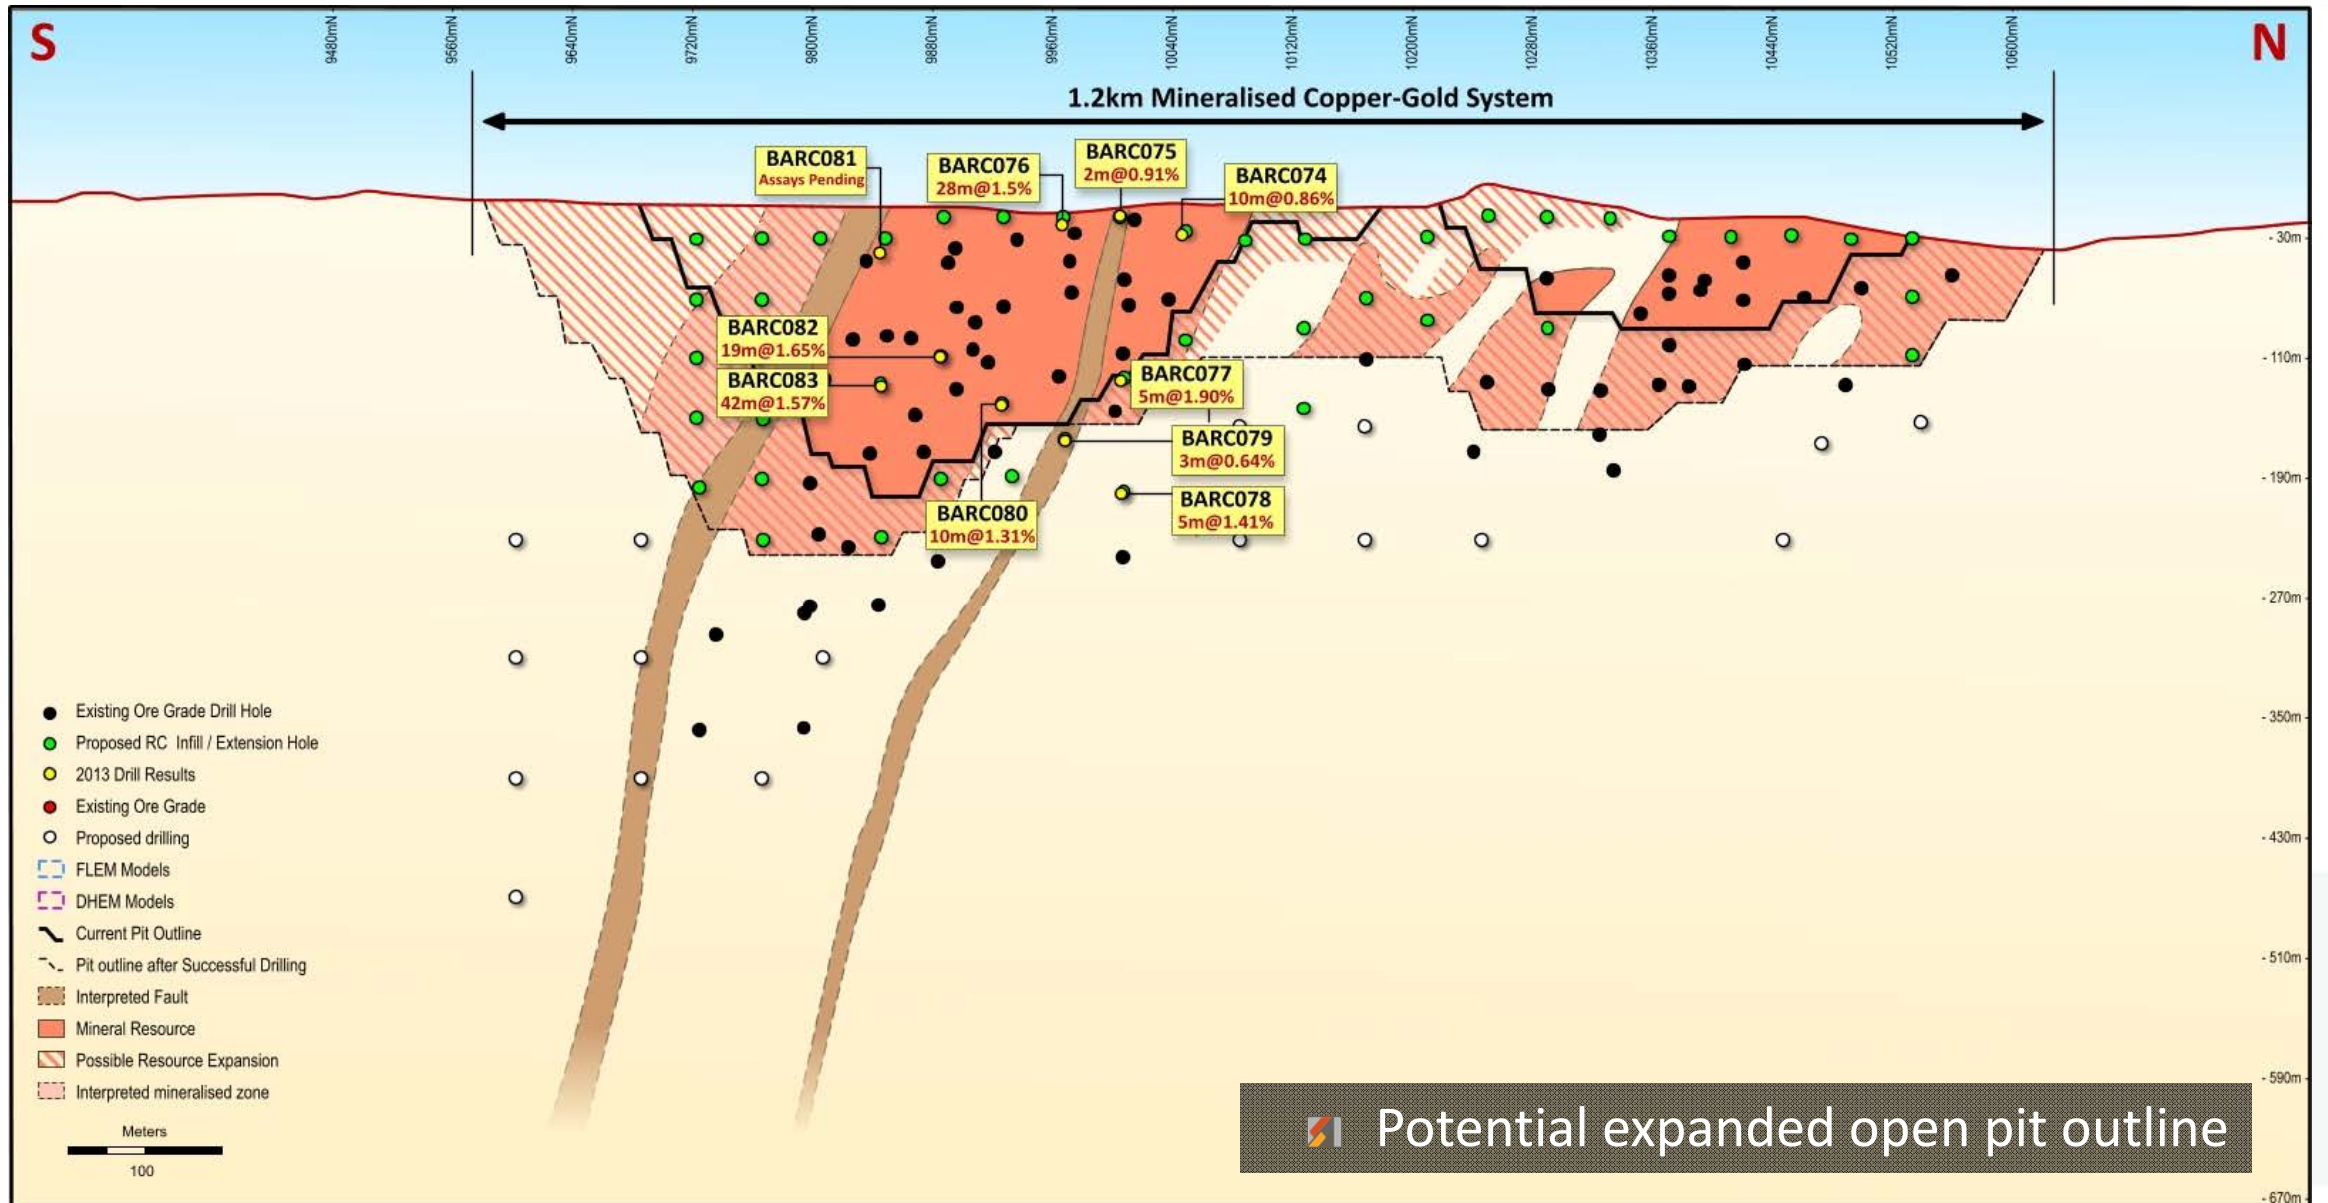 S
9480mN
9560mN
9640mN
9720mN
9800mN
9880mN
9960mN
10040mN
10120mN
10200mN
10280mN
10360mN
10440mN
10520mN
10600mN
N
1.2km Mineralised Copper-Gold System
BARC081
Assays Pending
BARC076
28m@1.5%
BARC075
2m@0.91%
BARC074
10m@0.86%
BARC082
19m@1.65%
BARC083
42m@1.57%
BARC077
5m@1.90%
BARC079
3m@0.64%
BARC078
5m@1.41%
BARC080
10m@1.31%
- 30m
- 110m
- 190m
- 270m
- 350m
- 430m
- 510m
- 590m
- 670m
Existing Ore Grade Drill Hole
Proposed RC Infill / Extension Hole
2013 Drill Results
Existing Ore Grade
Proposed drilling
FLEM Models
DHEM Models
Current Pit Outline
Pit outline after Successful Drilling
Interpreted Fault
Mineral Resource
Possible Resource Expansion
Interpreted mineralised zone
Meters
100
Potential expanded open pit outline